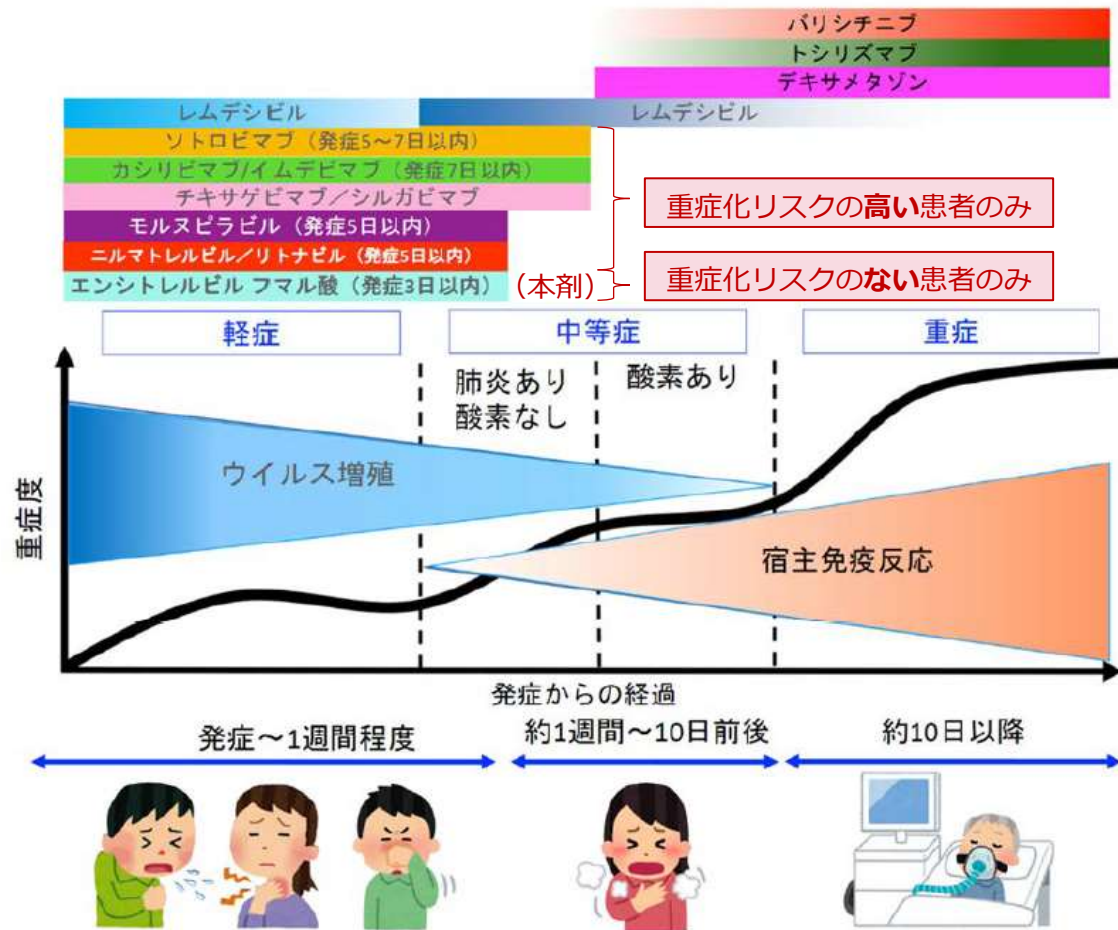 バリシチニブ
トシリズマブ
デキサメタゾン
レムデシビル
レムデシビル
ソトロビマブ（発症5～7日以内）
カシリビマブ/イムデビマブ（発症7日以内）
チキサゲビマブ／シルガビマブ
モルヌピラビル（発症5日以内）
ニルマトレルビル／リトナビル（発症5日以内）
エンシトレルビル フマル酸（発症3日以内）
（本剤）
重症化リスクの高い患者のみ
重症化リスクのない患者のみ
軽症
中等症
重症
肺炎あり
酸素なし
酸素あり
ウイルス増殖
宿主免疫反応
重症度
発症からの経過
発症～1週間程度
約1週間～10日前後
約10日以降